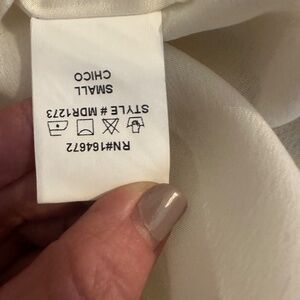 RN#164672
STYLE # MDR1273
SMALL
CHICO